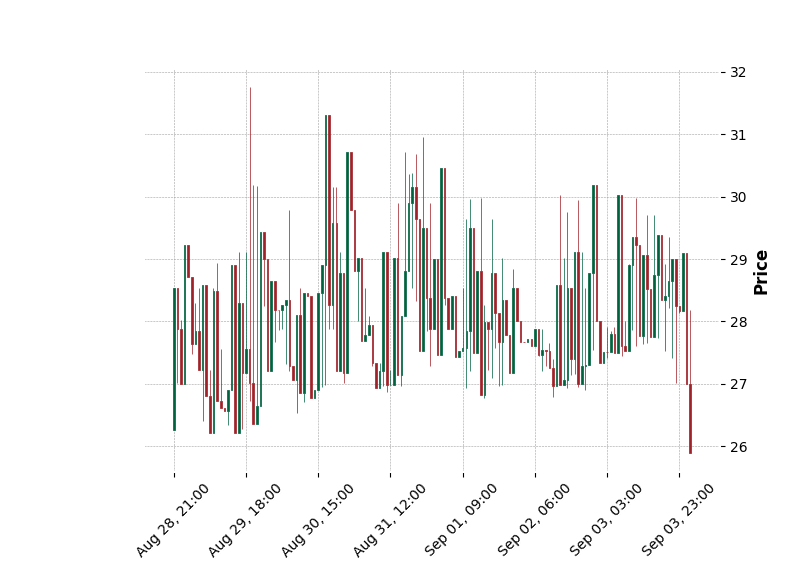 32
31
30
29
28
27
26
Price
Aug 28, 21:00
Aug 29, 18:00
Aug 30, 15:00
Aug 31, 12:00
Sep 01, 09:00
Sep 02, 06:00
Sep 03, 03:00
Sep 03, 23:00